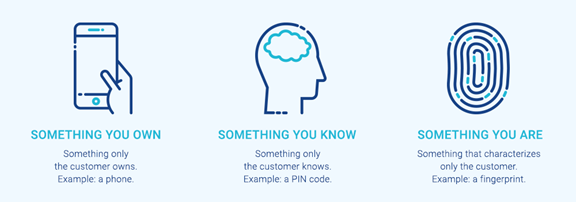 SOMETHING YOU OWN
Something only
the customer owns.
Example: a phone.
SOMETHING YOU KNOW
Something only
the customer knows.
Example: a PIN code.
SOMETHING YOU ARE
Something that characterizes
only the customer.
Example: a fingerprint.